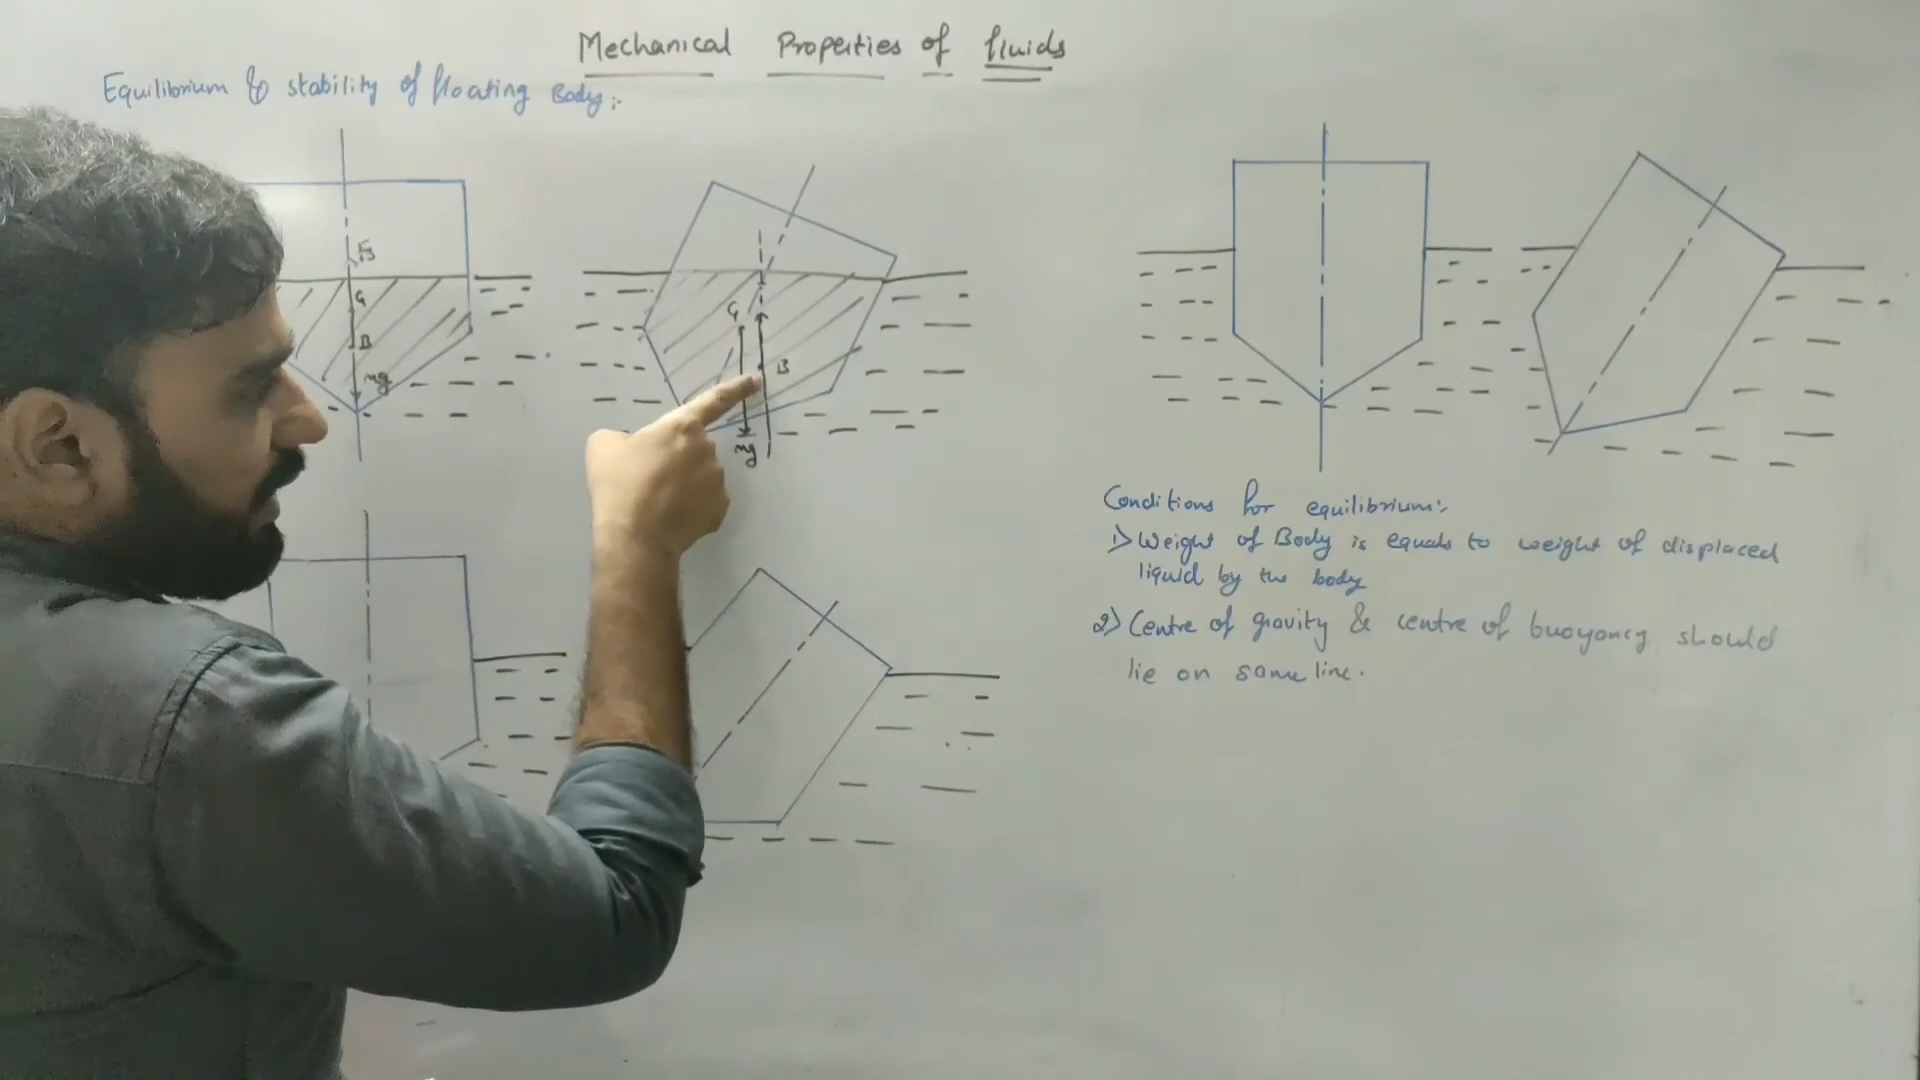 Mechanical Properties of fluids
Equilibrium & stability of floating Body:-
FB
G
B
mg
G
B
mg
Conditions for equilibrium:-
1) Weight of Body is equals to weight of displaced
liquid by the body
2) Centre of gravity & centre of buoyancy should
lie on same line.